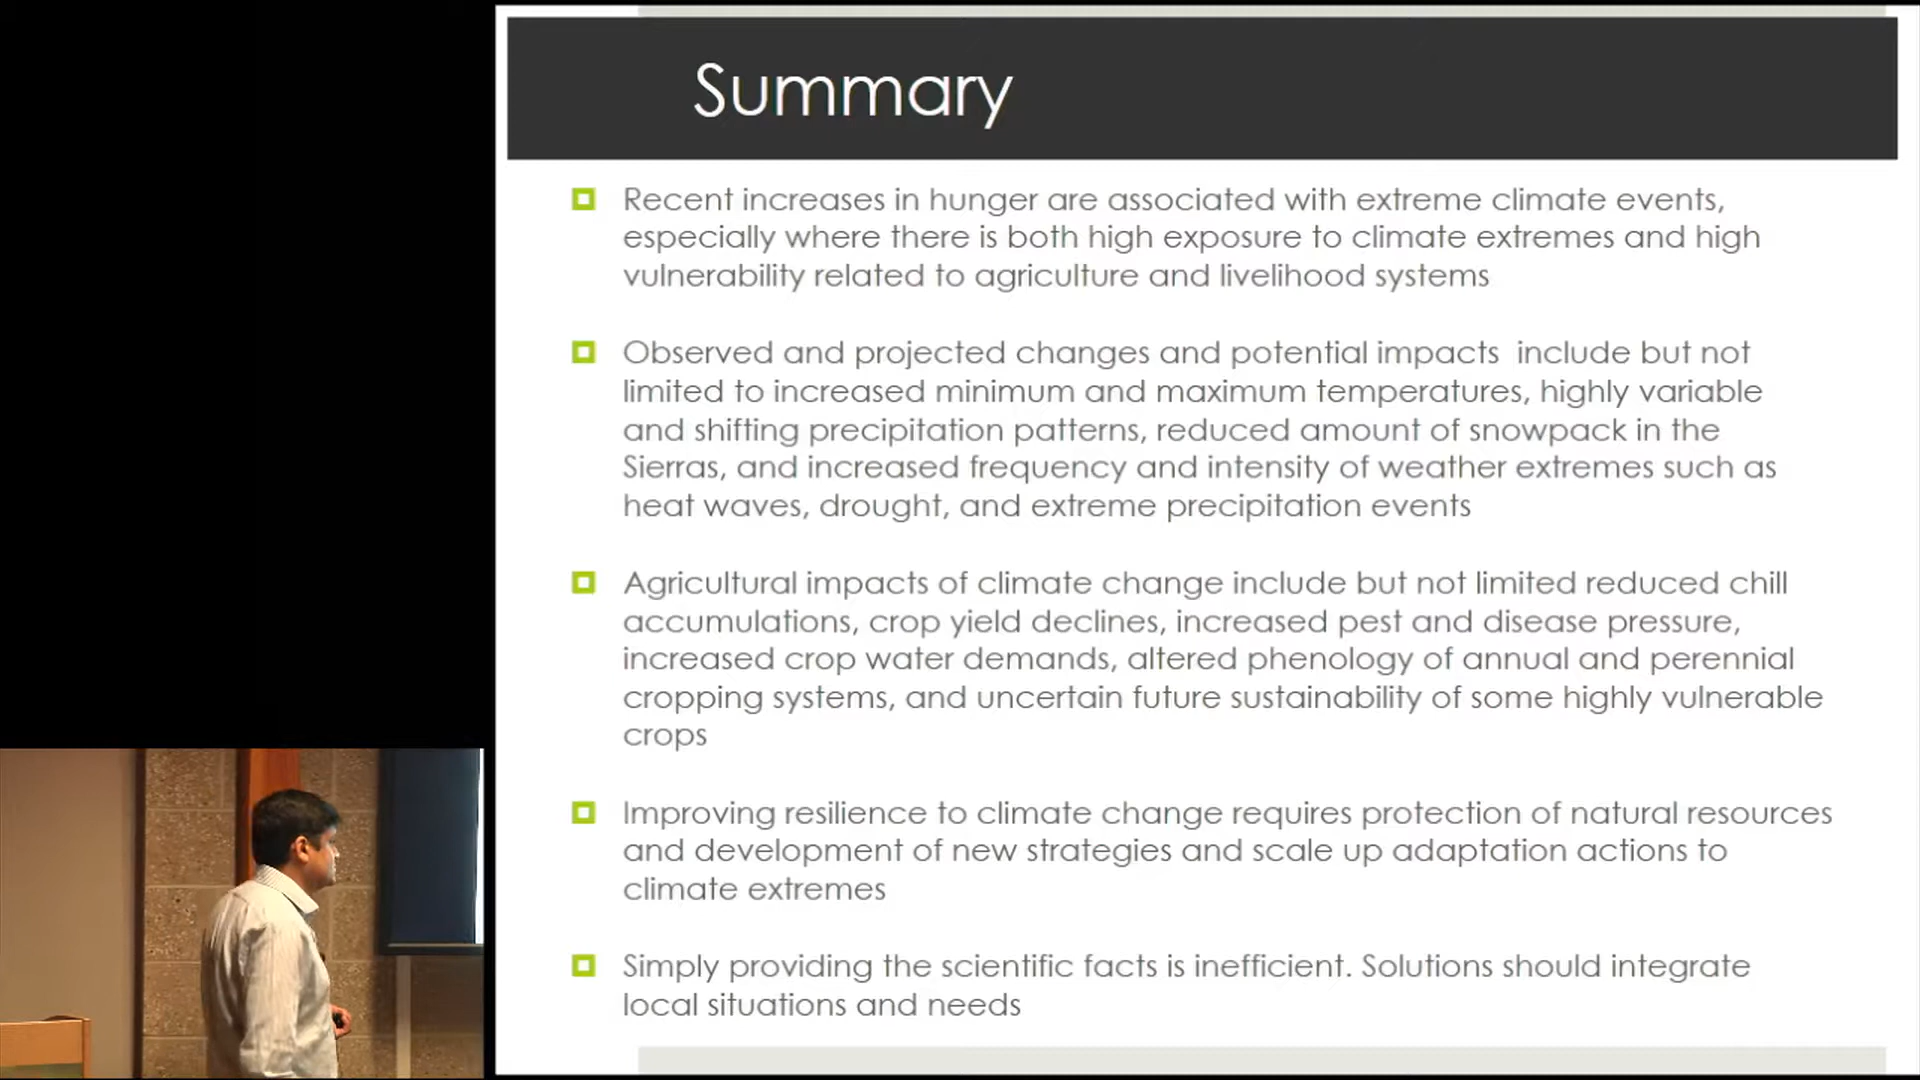 Summary
Recent increases in hunger are associated with extreme climate events,
especially where there is both high exposure to climate extremes and high
vulnerability related to agriculture and livelihood systems
Observed and projected changes and potential impacts  include but not
limited to increased minimum and maximum temperatures, highly variable
and shifting precipitation patterns, reduced amount of snowpack in the
Sierras, and increased frequency and intensity of weather extremes such as
heat waves, drought, and extreme precipitation events
Agricultural impacts of climate change include but not limited reduced chill
accumulations, crop yield declines, increased pest and disease pressure,
increased crop water demands, altered phenology of annual and perennial
cropping systems, and uncertain future sustainability of some highly vulnerable
crops
Improving resilience to climate change requires protection of natural resources
and development of new strategies and scale up adaptation actions to
climate extremes
Simply providing the scientific facts is inefficient. Solutions should integrate
local situations and needs